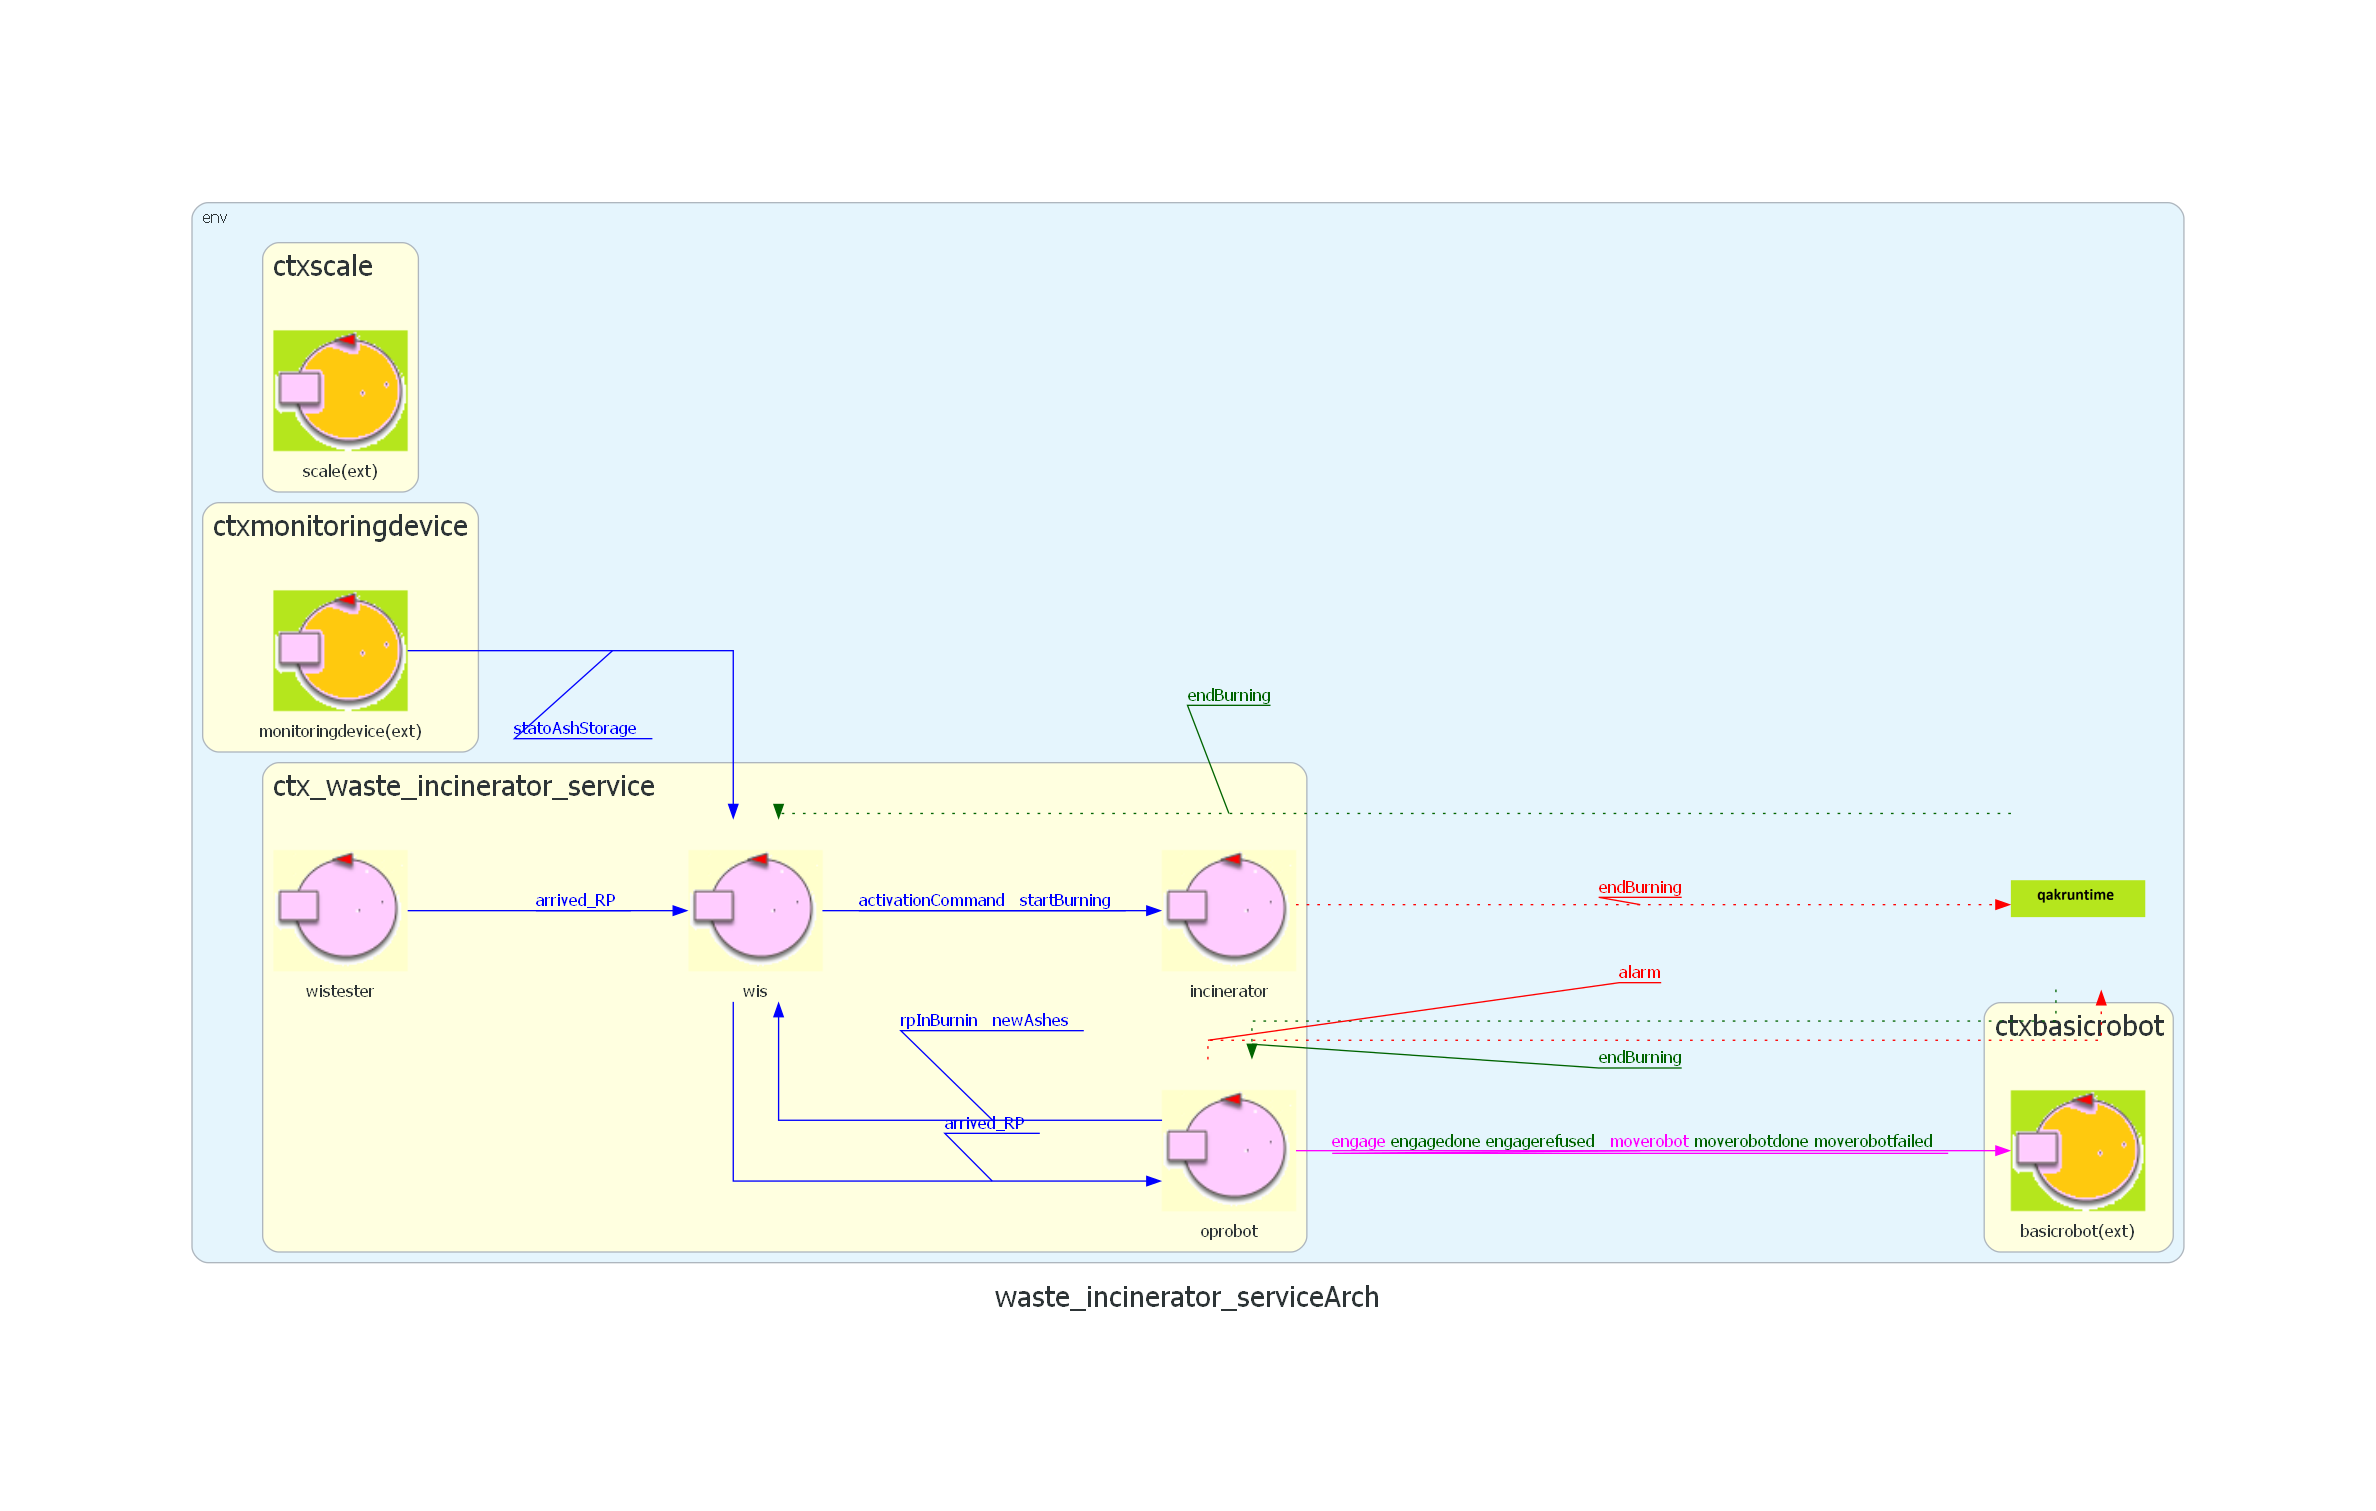 env
ctxscale
scale(ext)
ctxmonitoringdevice
monitoringdevice(ext)
statoAshStorage
endBurning
ctx_waste_incinerator_service
arrived_RP
activationCommand startBurning
endBurning
qakruntime
wistester
wis
incinerator
alarm
rpInBurnin newAshes
ctxbasicrobot
endBurning
arrived_RP
engage engagedone engagerefused moverobot moverobotdone moverobotfailed
oprobot
basicrobot(ext)
waste_incinerator_serviceArch